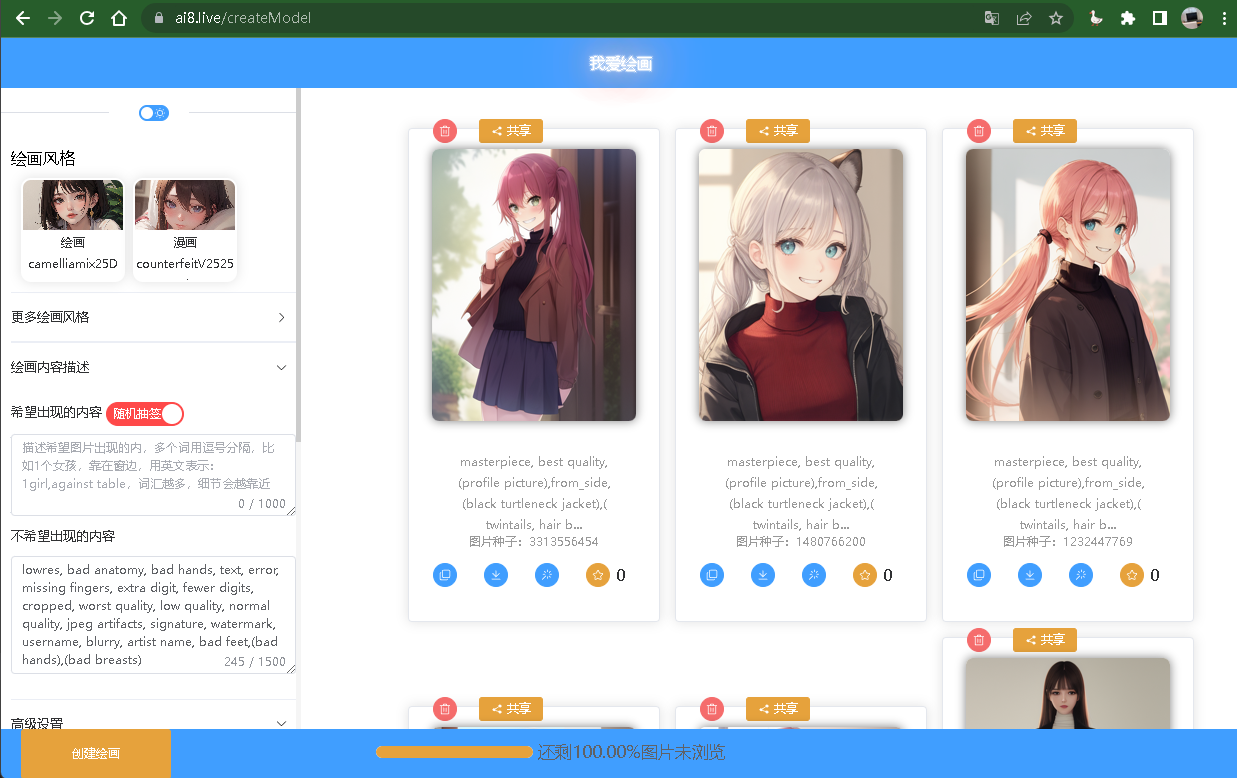 ai8.live/createModel
我爱绘画
绘画风格
绘画
camelliamix25D
漫画
counterfeitV2525
更多绘画风格
绘画内容描述
希望出现的内容 随机抽签
描述希望图片出现的内，多个词用逗号分隔，比
如1个女孩，靠在窗边，用英文表示：
1girl,against table，词汇越多，细节会越靠近
0 / 1000
不希望出现的内容
lowres, bad anatomy, bad hands, text, error,
missing fingers, extra digit, fewer digits,
cropped, worst quality, low quality, normal
quality, jpeg artifacts, signature, watermark,
username, blurry, artist name, bad feet,(bad
hands),(bad breasts)
245 / 1500
高级设置
创建绘画
共享
masterpiece, best quality,
(profile picture),from_side,
(black turtleneck jacket),(
twintails, hair b...
图片种子：3313556454
0
共享
masterpiece, best quality,
(profile picture),from_side,
(black turtleneck jacket),(
twintails, hair b...
图片种子：1480766200
0
共享
masterpiece, best quality,
(profile picture),from_side,
(black turtleneck jacket),(
twintails, hair b...
图片种子：1232447769
0
共享
共享
共享
还剩100.00%图片未浏览